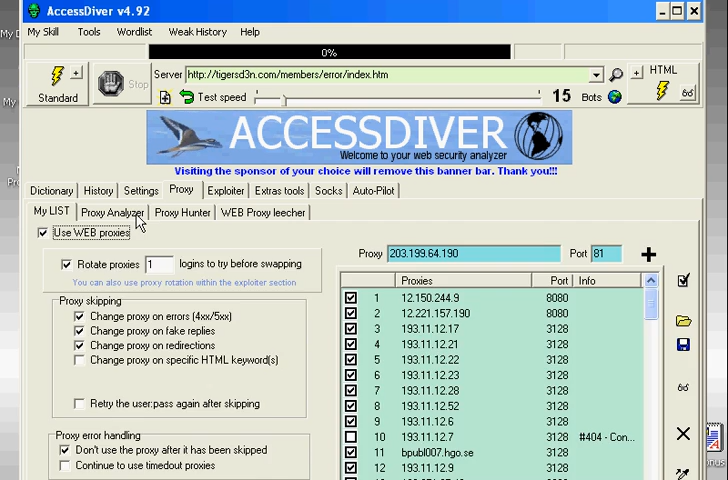 AccessDiver v4.92
My Skill Tools Wordlist Weak History Help
0%
Standard
Stop
Server http://tigersd3n.com/members/error/index.htm
HTML
Test speed 15 Bots
ACCESSDIVER
Welcome to your web security analyzer
Visiting the sponsor of your choice will remove this banner bar. Thank you!!!
Dictionary History Settings Proxy Exploiter Extras tools Socks Auto-Pilot
My LIST Proxy Analyzer Proxy Hunter WEB Proxy leecher
Use WEB proxies
Rotate proxies 1 logins to try before swapping
You can also use proxy rotation within the exploiter section
Proxy skipping
Change proxy on errors (4xx/5xx)
Change proxy on fake replies
Change proxy on redirections
Change proxy on specific HTML keyword(s)
Retry the user:pass again after skipping
Proxy error handling
Don't use the proxy after it has been skipped
Continue to use timedout proxies
Proxy 203.199.64.190 Port 81
Proxies Port Info
1 12.150.244.9 8080
2 12.221.157.190 8080
3 193.11.12.17 3128
4 193.11.12.21 3128
5 193.11.12.22 3128
6 193.11.12.23 3128
7 193.11.12.28 3128
8 193.11.12.52 3128
9 193.11.12.6 3128
10 193.11.12.7 3128 #404 - Con...
11 bpubl007.hgo.se 3128
12 193.11.12.9 3128